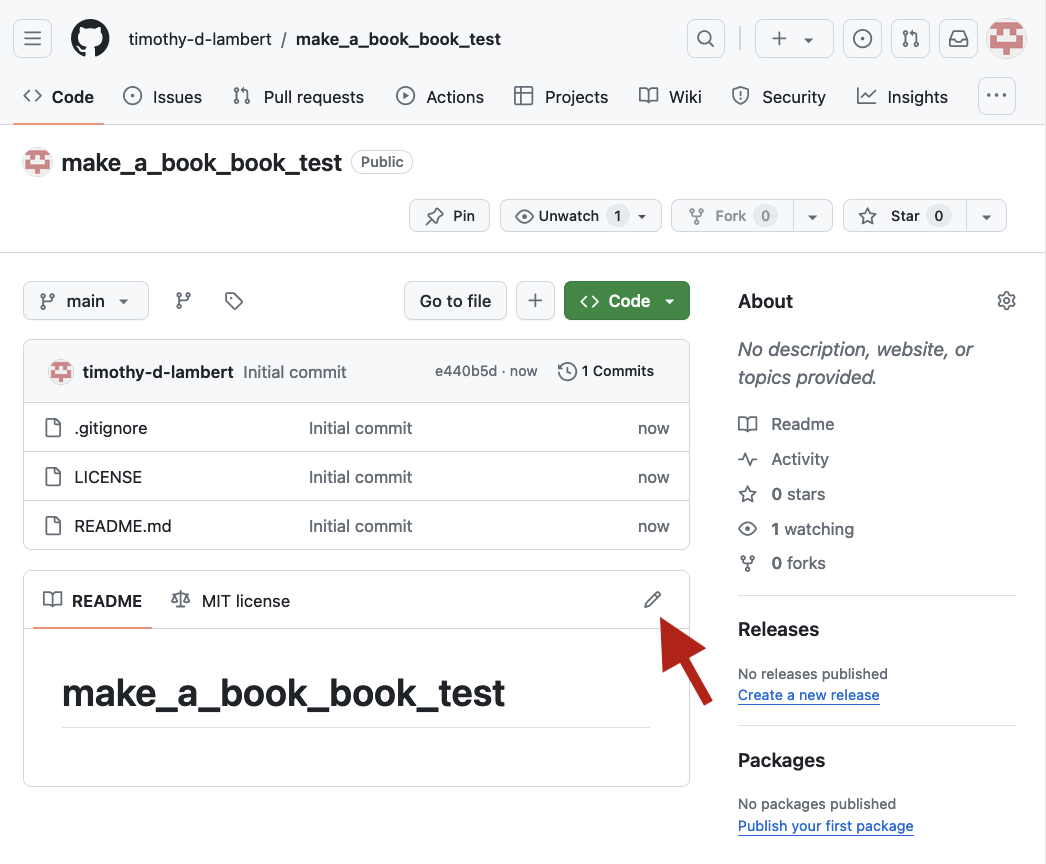 timothy-d-lambert / make_a_book_book_test
Code Issues Pull requests Actions Projects Wiki Security Insights
make_a_book_book_test Public
Pin Unwatch 1 Fork 0 Star 0
main Go to file Code
timothy-d-lambert Initial commit e440b5d · now 1 Commits
.gitignore Initial commit now
LICENSE Initial commit now
README.md Initial commit now
README MIT license
make_a_book_book_test
About
No description, website, or
topics provided.
Readme
Activity
0 stars
1 watching
0 forks
Releases
No releases published
Create a new release
Packages
No packages published
Publish your first package